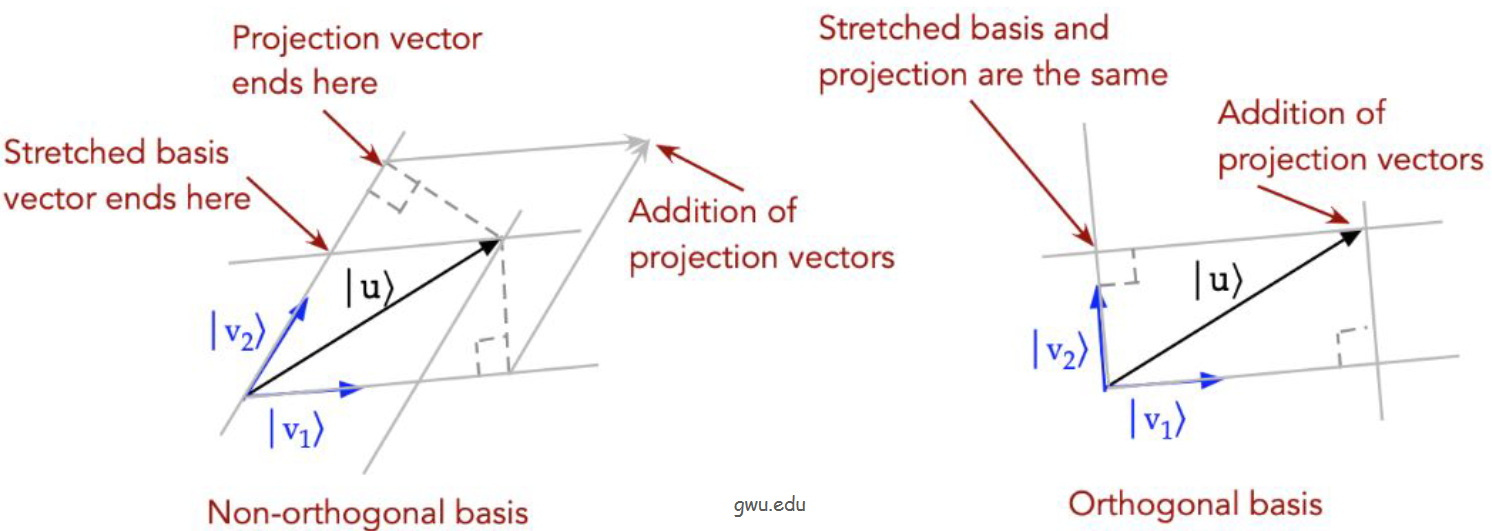 Projection vector
ends here
Stretched basis
vector ends here
|u⟩
|v₂⟩
|v₁⟩
Addition of
projection vectors
Non-orthogonal basis
gwu.edu
Stretched basis and
projection are the same
Addition of
projection vectors
|u⟩
|v₂⟩
|v₁⟩
Orthogonal basis